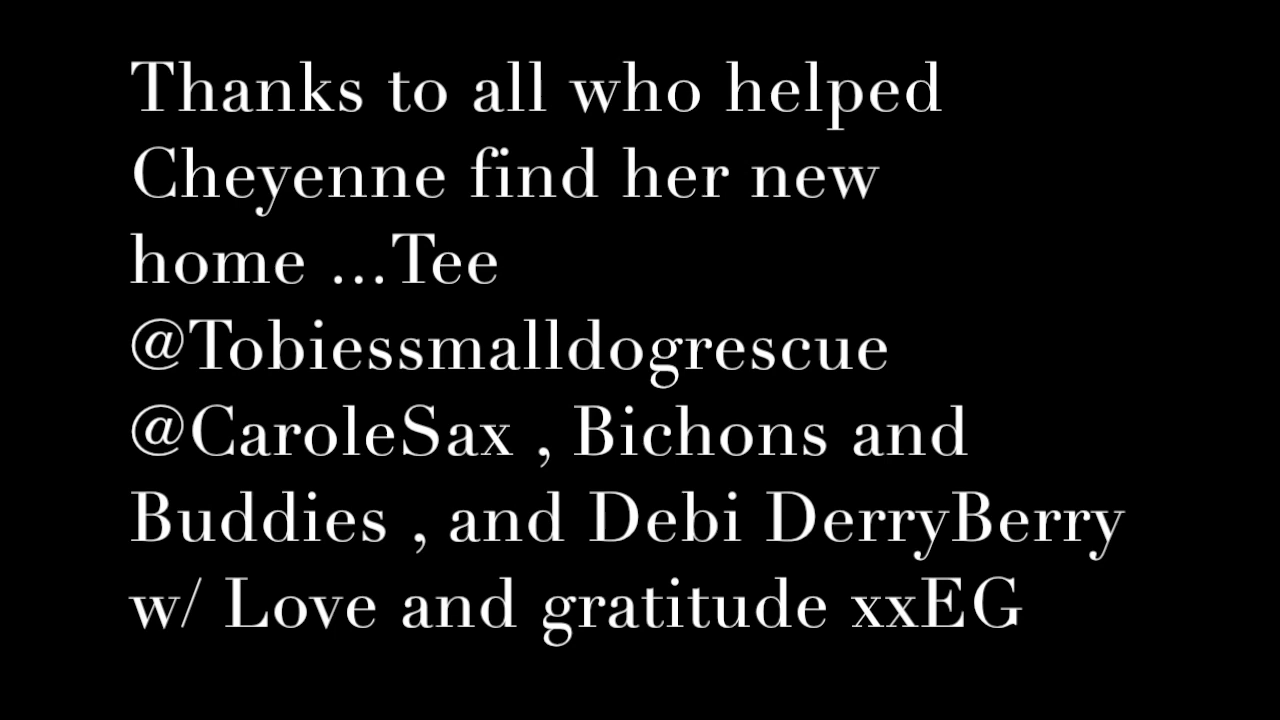 Thanks to all who helped
Cheyenne find her new
home ...Tee
@Tobiessmalldogrescue
@CaroleSax , Bichons and
Buddies , and Debi DerryBerry
w/ Love and gratitude xxEG